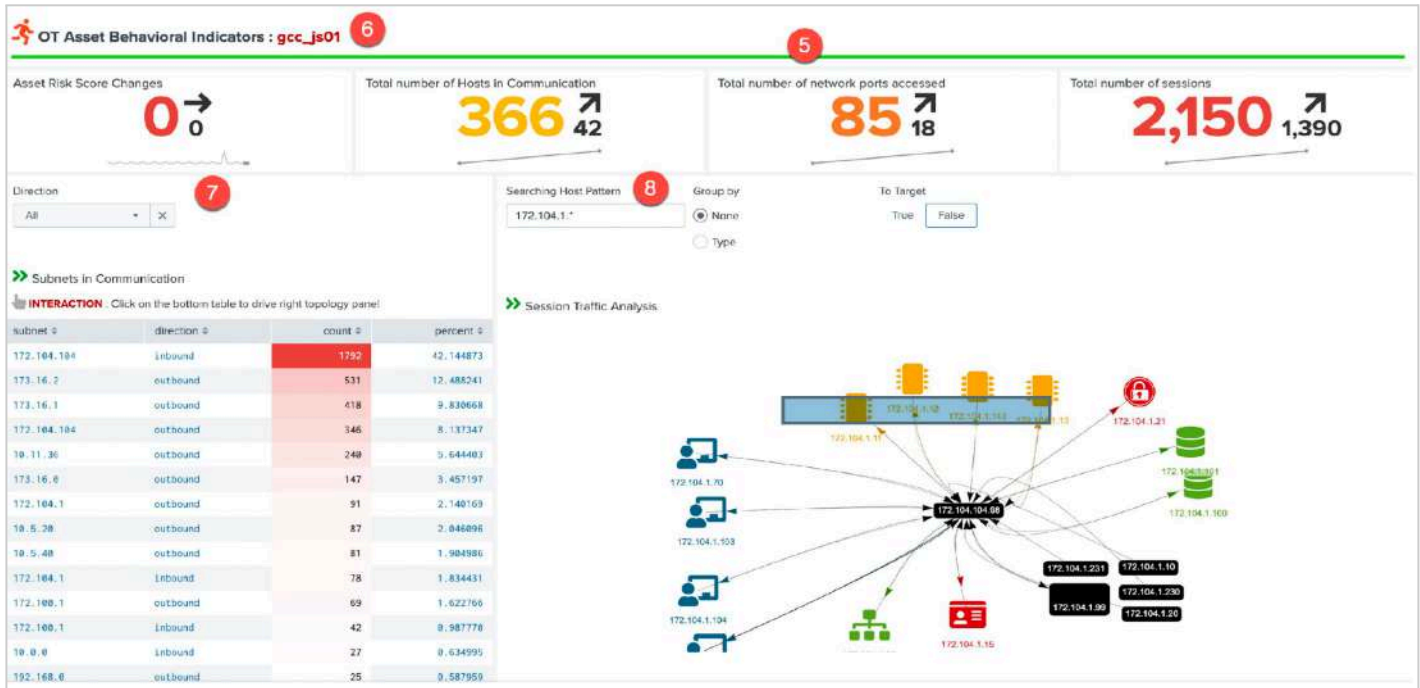 OT Asset Behavioral Indicators : gcc_js01
6
5
Asset Risk Score Changes
0
0
Total number of Hosts in Communication
366
42
Total number of network ports accessed
85
18
Total number of sessions
2,150
1,390
Direction
7
All
Searching Host Pattern
8
172.104.1.*
Group by
None
Type
To Target
True False
Subnets in Communication
INTERACTION : Click on the bottom table to drive right topology panel
subnet direction count percent
172.104.104 inbound 1792 42.144873
173.16.2 outbound 531 12.488241
173.16.1 outbound 418 9.830668
172.104.104 outbound 346 8.137347
10.11.36 outbound 240 5.644403
173.16.0 outbound 147 3.457197
172.104.1 outbound 91 2.140169
10.5.20 outbound 87 2.046096
10.5.40 outbound 81 1.904986
172.104.1 inbound 78 1.834431
172.100.1 outbound 69 1.622766
172.100.1 inbound 42 0.987770
10.0.0 inbound 27 0.634995
192.168.0 outbound 25 0.587959
Session Traffic Analysis
172.104.1.11
172.104.1.21
172.104.1.101
172.104.1.100
172.104.1.70
172.104.104.66
172.104.1.103
172.104.1.231
172.104.1.10
172.104.1.230
172.104.1.99
172.104.1.20
172.104.1.104
172.104.1.15